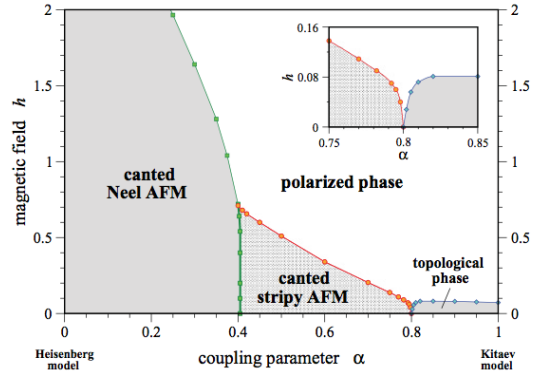 2
1.5
1
0.5
0
magnetic field h
0.16
0.08
0
h
0.75
0.8
0.85
α
2
1.5
1
0.5
0
canted
Neel AFM
polarized phase
canted
stripy AFM
topological
phase
0
0.2
0.4
0.6
0.8
1
Heisenberg
model
coupling parameter α
Kitaev
model